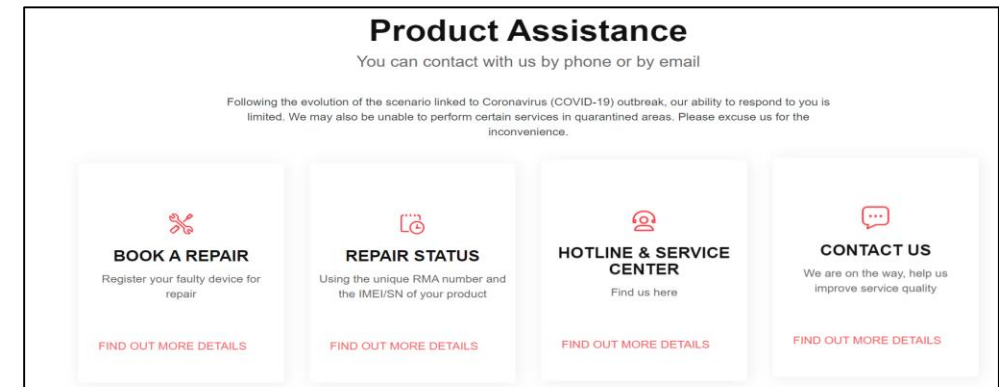 Product Assistance
You can contact with us by phone or by email
Following the evolution of the scenario linked to Coronavirus (COVID-19) outbreak, our ability to respond to you is
limited. We may also be unable to perform certain services in quarantined areas. Please excuse us for the
inconvenience.
BOOK A REPAIR
Register your faulty device for
repair
FIND OUT MORE DETAILS
REPAIR STATUS
Using the unique RMA number and
the IMEI/SN of your product
FIND OUT MORE DETAILS
HOTLINE & SERVICE
CENTER
Find us here
FIND OUT MORE DETAILS
CONTACT US
We are on the way, help us
improve service quality
FIND OUT MORE DETAILS